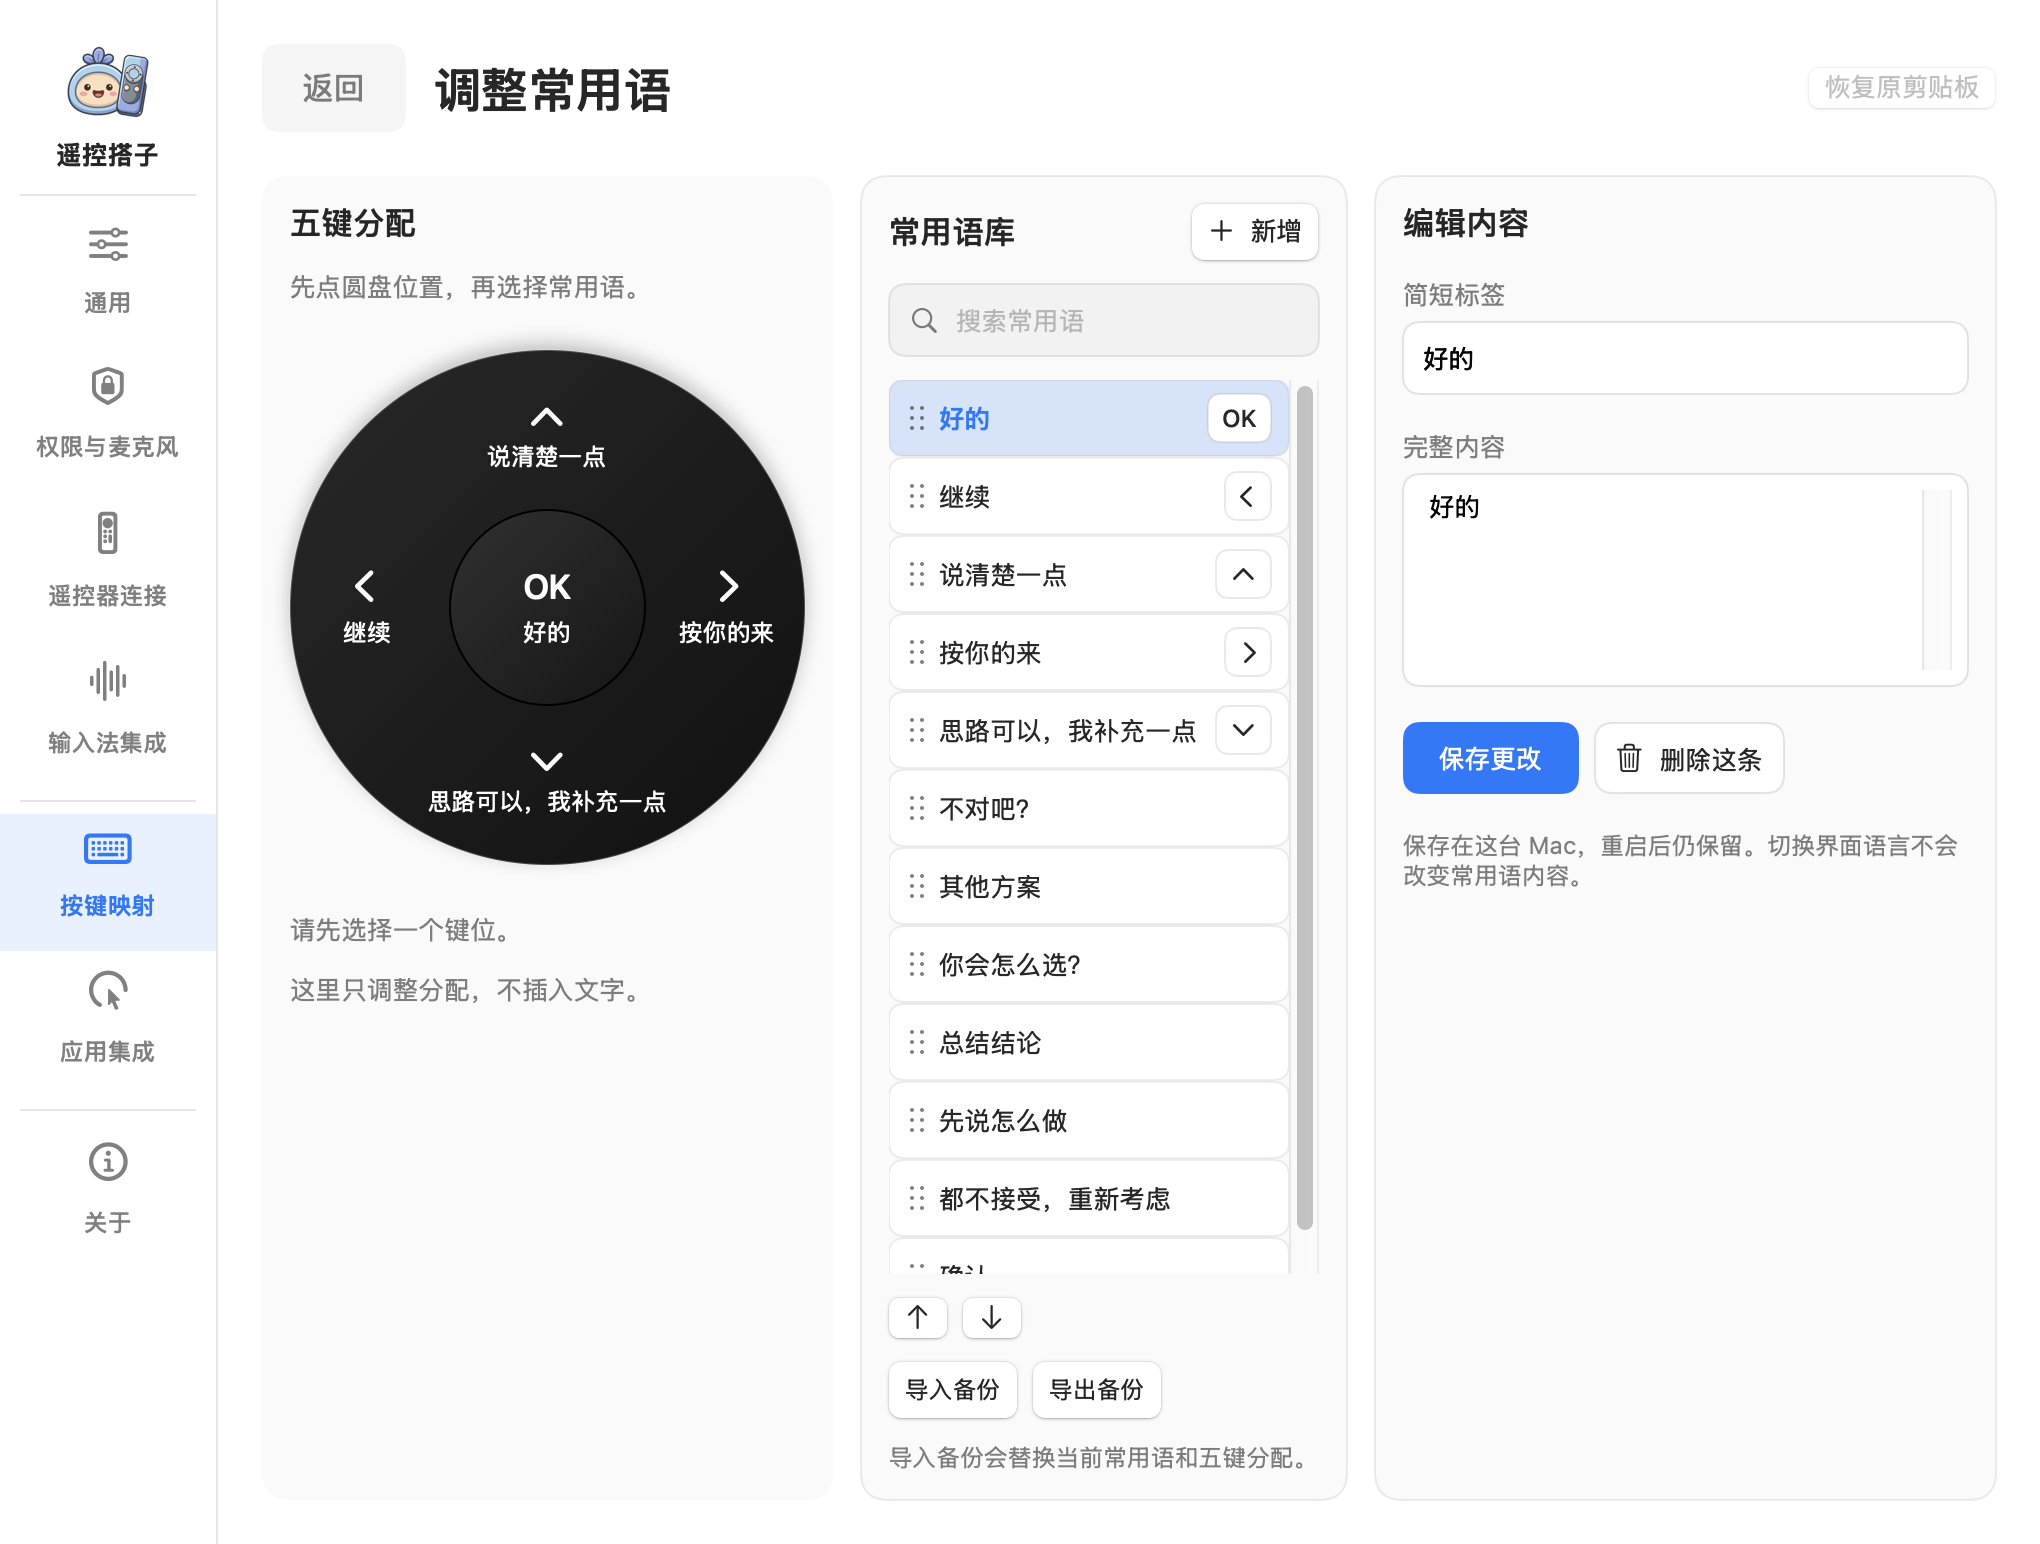 遥控搭子
通用
权限与麦克风
遥控器连接
输入法集成
按键映射
应用集成
关于
返回
调整常用语
恢复原剪贴板
五键分配
先点圆盘位置，再选择常用语。
说清楚一点
继续
OK
好的
按你的来
思路可以，我补充一点
请先选择一个键位。
这里只调整分配，不插入文字。
常用语库
新增
搜索常用语
好的
OK
继续
说清楚一点
按你的来
思路可以，我补充一点
不对吧?
其他方案
你会怎么选?
总结结论
先说怎么做
都不接受，重新考虑
导入备份
导出备份
导入备份会替换当前常用语和五键分配。
编辑内容
简短标签
好的
完整内容
好的
保存更改
删除这条
保存在这台 Mac，重启后仍保留。切换界面语言不会
改变常用语内容。